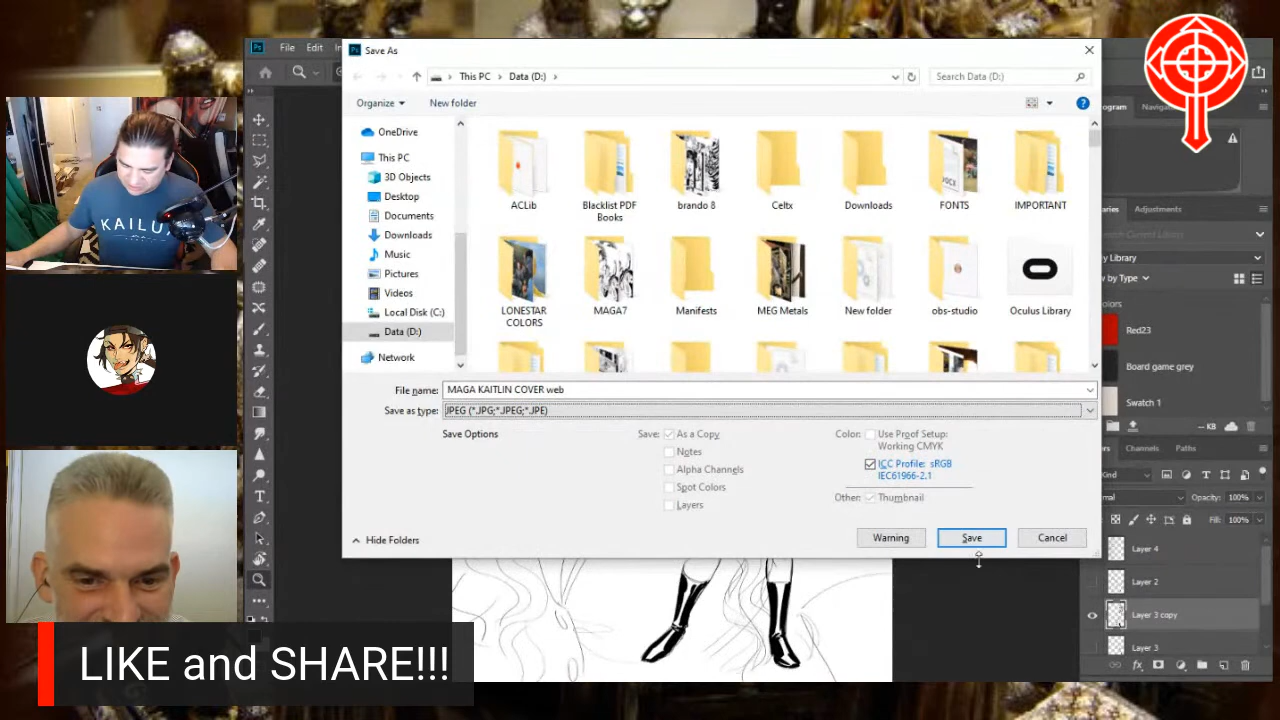 Ps File Edit
Save As
This PC Data (D:)
Search Data (D:)
Organize New folder
OneDrive
This PC
3D Objects
Desktop
Documents
Downloads
Music
Pictures
Videos
Local Disk (C:)
Data (D:)
Network
ACLib
Blacklist PDF
Books
brando 8
Celtx
Downloads
FONTS
IMPORTANT
LONESTAR
COLORS
MAGA7
Manifests
MEG Metals
New folder
obs-studio
Oculus Library
File name: MAGA KAITLIN COVER web
Save as type: JPEG (*.JPG;*.JPEG;*.JPE)
Save Options
Save: As a Copy
Notes
Alpha Channels
Spot Colors
Layers
Color: Use Proof Setup:
Working CMYK
ICC Profile: sRGB
IEC61966-2.1
Other: Thumbnail
Hide Folders
Warning Save Cancel
Adjustments
Red23
Board game grey
Swatch 1
-- KB
Channels Paths
Opacity: 100%
Fill: 100%
Layer 4
Layer 2
Layer 3 copy
Layer 3
KAILU
LIKE and SHARE!!!